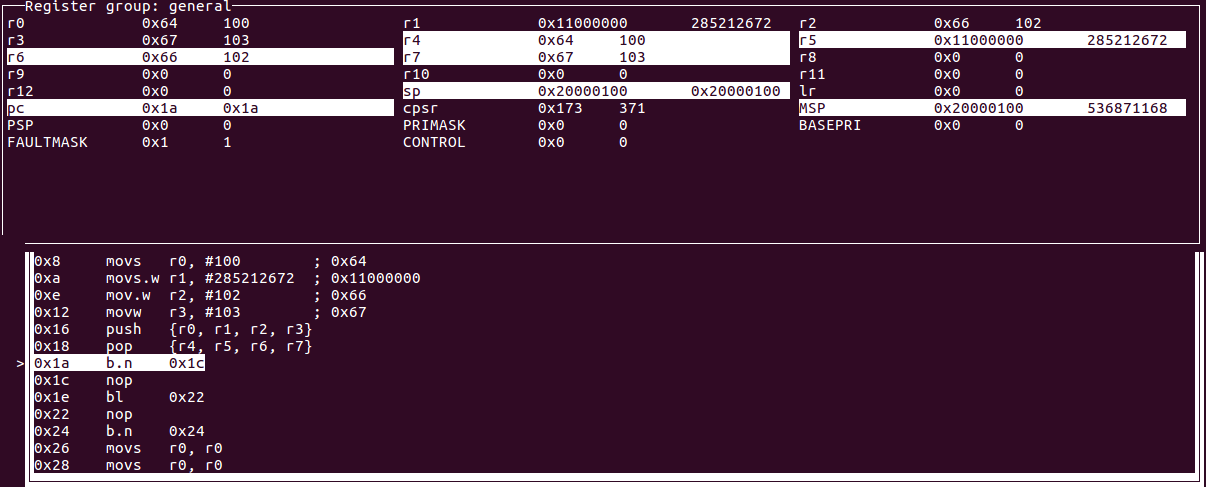 Register group: general
r0 0x64 100 r1 0x11000000 285212672 r2 0x66 102
r3 0x67 103 r4 0x64 100 r5 0x11000000 285212672
r6 0x66 102 r7 0x67 103 r8 0x0 0
r9 0x0 0 r10 0x0 0 r11 0x0 0
r12 0x0 0 sp 0x20000100 0x20000100 lr 0x0 0
pc 0x1a 0x1a cpsr 0x173 371 MSP 0x20000100 536871168
PSP 0x0 0 PRIMASK 0x0 0 BASEPRI 0x0 0
FAULTMASK 0x1 1 CONTROL 0x0 0
0x8 movs r0, #100 ; 0x64
0xa movs.w r1, #285212672 ; 0x11000000
0xe mov.w r2, #102 ; 0x66
0x12 movw r3, #103 ; 0x67
0x16 push {r0, r1, r2, r3}
0x18 pop {r4, r5, r6, r7}
>0x1a b.n 0x1c
0x1c nop
0x1e bl 0x22
0x22 nop
0x24 b.n 0x24
0x26 movs r0, r0
0x28 movs r0, r0